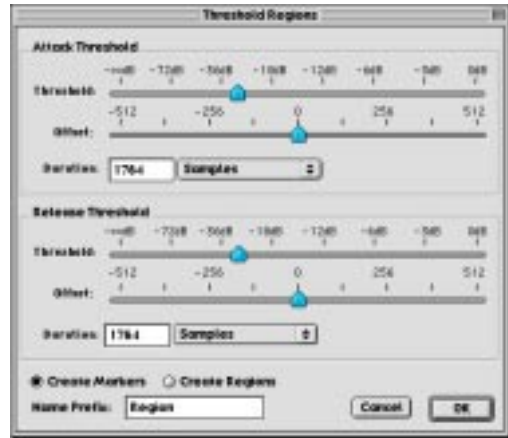 Threshold Regions
Attack Threshold
-∞dB -72dB -36dB -18dB -12dB -6dB -3dB 0dB
Threshold:
-512 -256 0 256 512
Offset:
Duration: 1764 Samples
Release Threshold
-∞dB -72dB -36dB -18dB -12dB -6dB -3dB 0dB
Threshold:
-512 -256 0 256 512
Offset:
Duration: 1764 Samples
Create Markers Create Regions
Name Prefix: Region Cancel OK